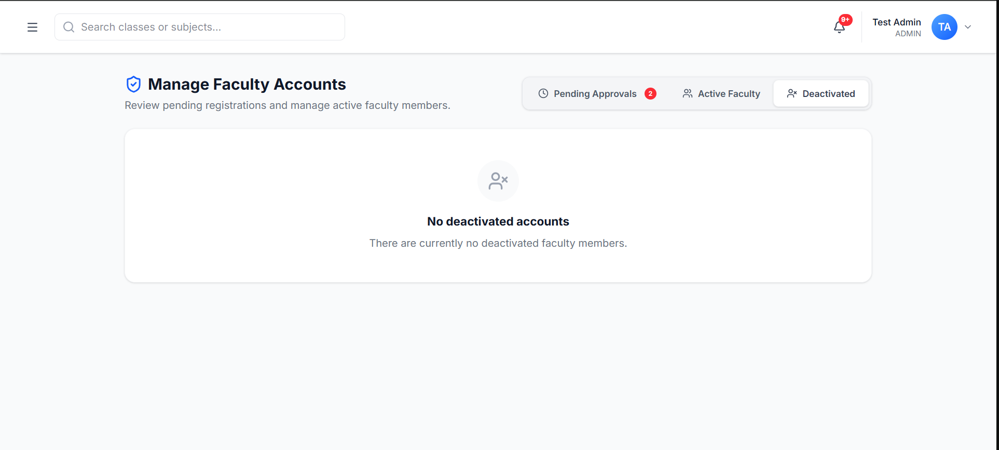 Search classes or subjects...
9+
Test Admin
ADMIN
TA
Manage Faculty Accounts
Review pending registrations and manage active faculty members.
Pending Approvals 2
Active Faculty
Deactivated
No deactivated accounts
There are currently no deactivated faculty members.